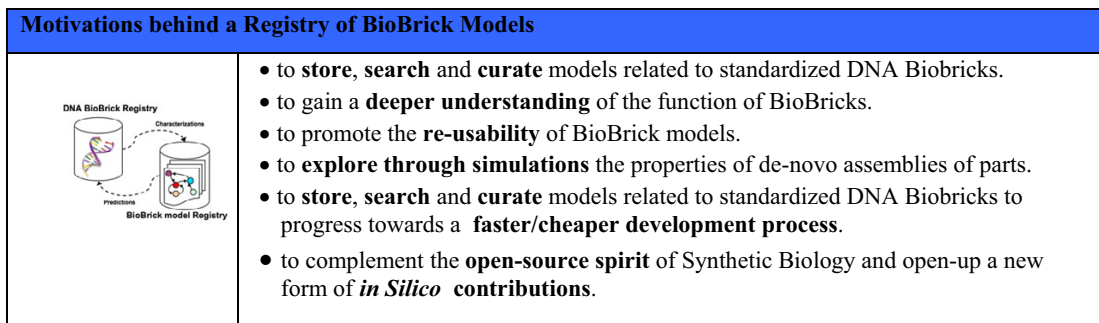 Motivations behind a Registry of BioBrick Models
DNA BioBrick Registry
Characterizations
Predictions
BioBrick model Registry
• to store, search and curate models related to standardized DNA Biobricks.
• to gain a deeper understanding of the function of BioBricks.
• to promote the re-usability of BioBrick models.
• to explore through simulations the properties of de-novo assemblies of parts.
• to store, search and curate models related to standardized DNA Biobricks to
progress towards a faster/cheaper development process.
• to complement the open-source spirit of Synthetic Biology and open-up a new
form of in Silico contributions.